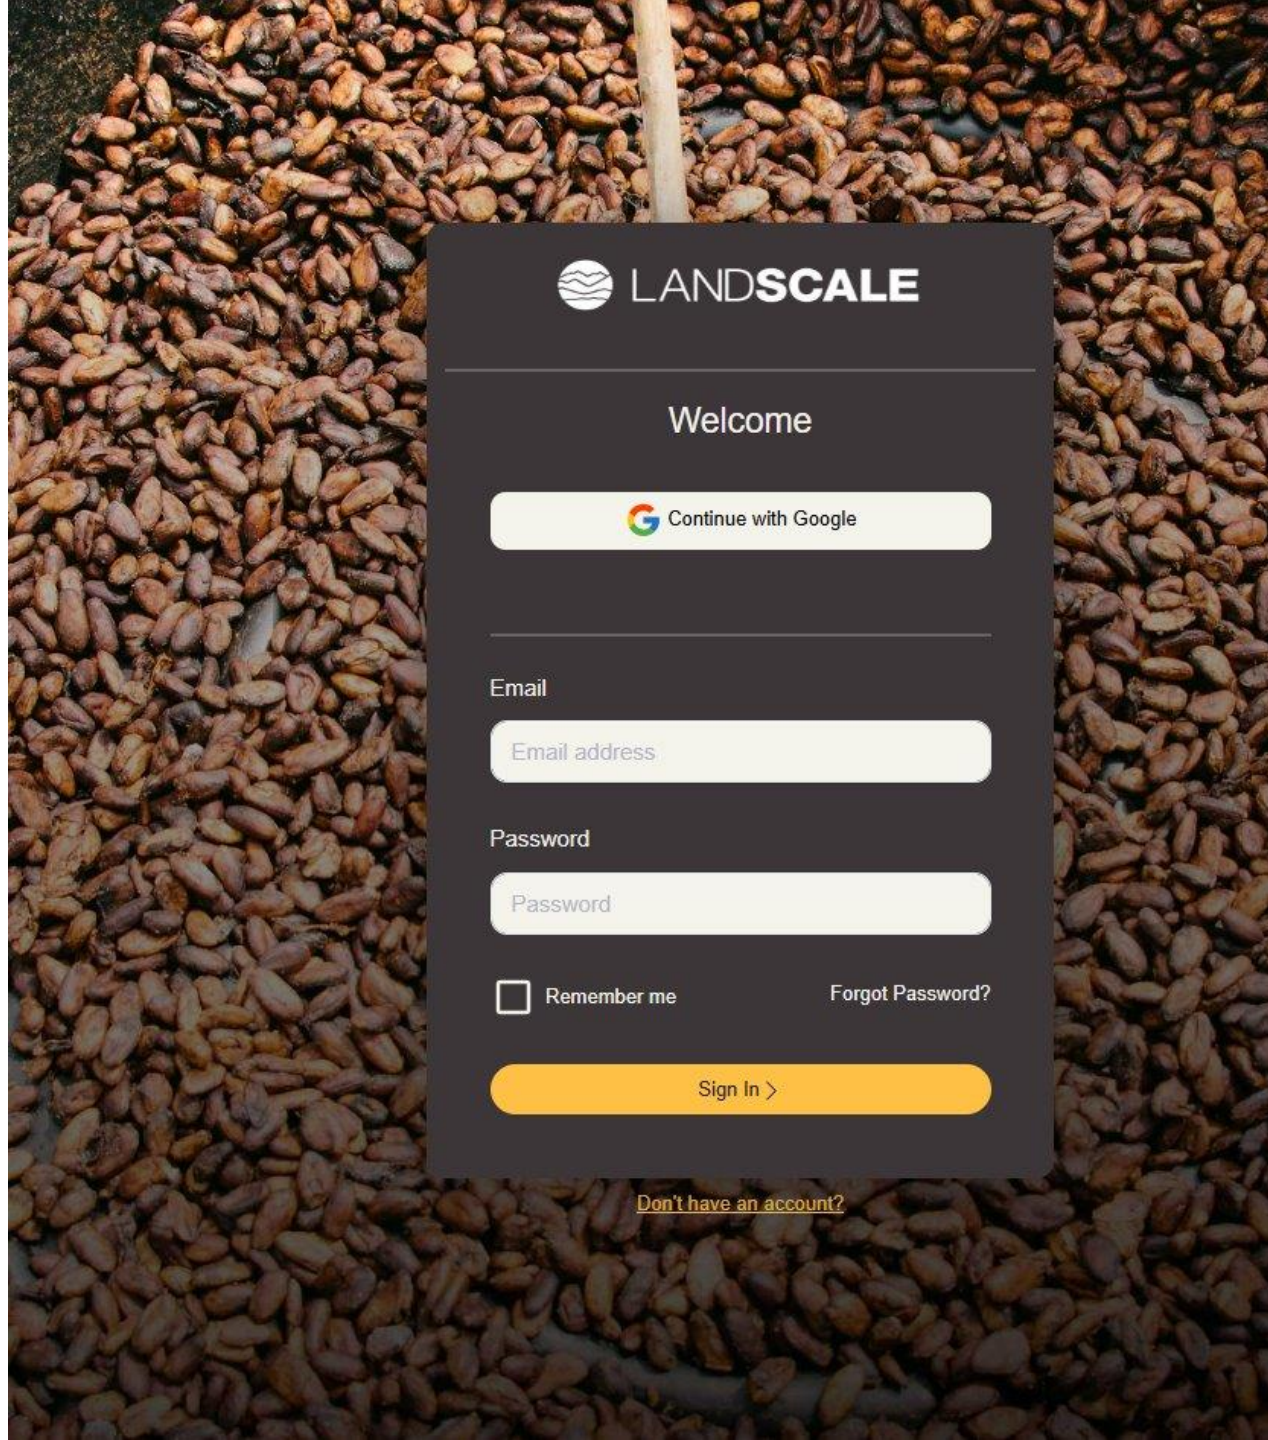 LANDSCALE
Welcome
Continue with Google
Email
Email address
Password
Password
Remember me
Forgot Password?
Sign In >
Don't have an account?